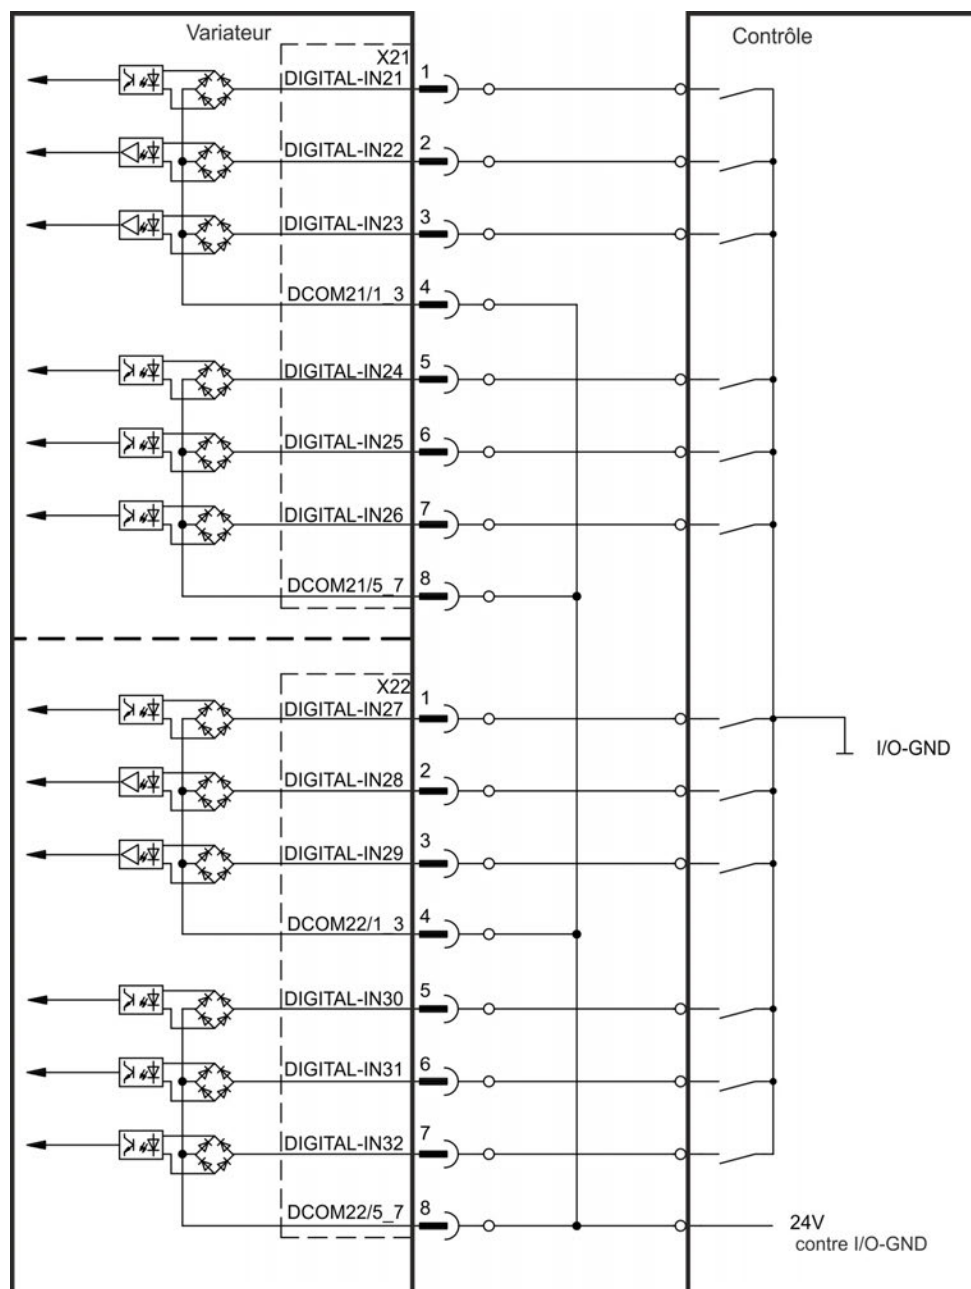 Variateur
Contrôle
X21
DIGITAL-IN21 1
DIGITAL-IN22 2
DIGITAL-IN23 3
DCOM21/1_3 4
DIGITAL-IN24 5
DIGITAL-IN25 6
DIGITAL-IN26 7
DCOM21/5_7 8
X22
DIGITAL-IN27 1
I/O-GND
DIGITAL-IN28 2
DIGITAL-IN29 3
DCOM22/1_3 4
DIGITAL-IN30 5
DIGITAL-IN31 6
DIGITAL-IN32 7
DCOM22/5_7 8
24V
contre I/O-GND